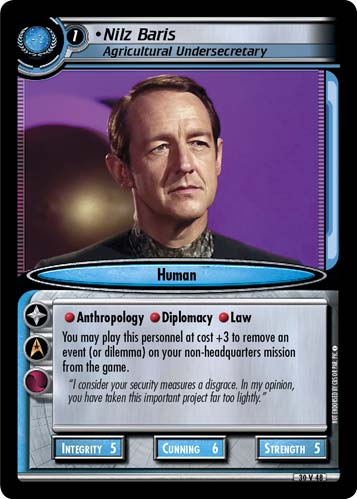 1
•Nilz Baris
Agricultural Undersecretary
Human
Anthropology Diplomacy Law
You may play this personnel at cost +3 to remove an
event (or dilemma) on your non-headquarters mission
from the game.
"I consider your security measures a disgrace. In my opinion,
you have taken this important project far too lightly."
INTEGRITY 5 CUNNING 6 STRENGTH 5
30 V 48